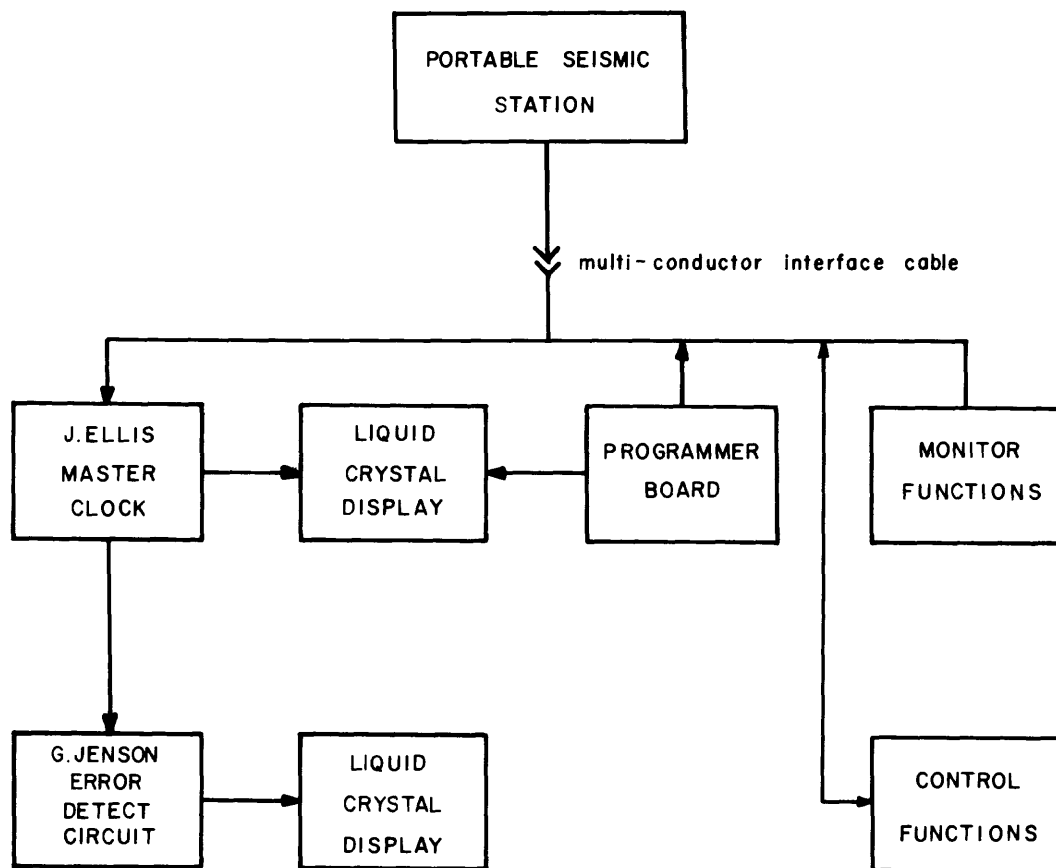 PORTABLE SEISMIC
STATION
multi-conductor interface cable
J. ELLIS
MASTER
CLOCK
LIQUID
CRYSTAL
DISPLAY
PROGRAMMER
BOARD
MONITOR
FUNCTIONS
G. JENSON
ERROR
DETECT
CIRCUIT
LIQUID
CRYSTAL
DISPLAY
CONTROL
FUNCTIONS